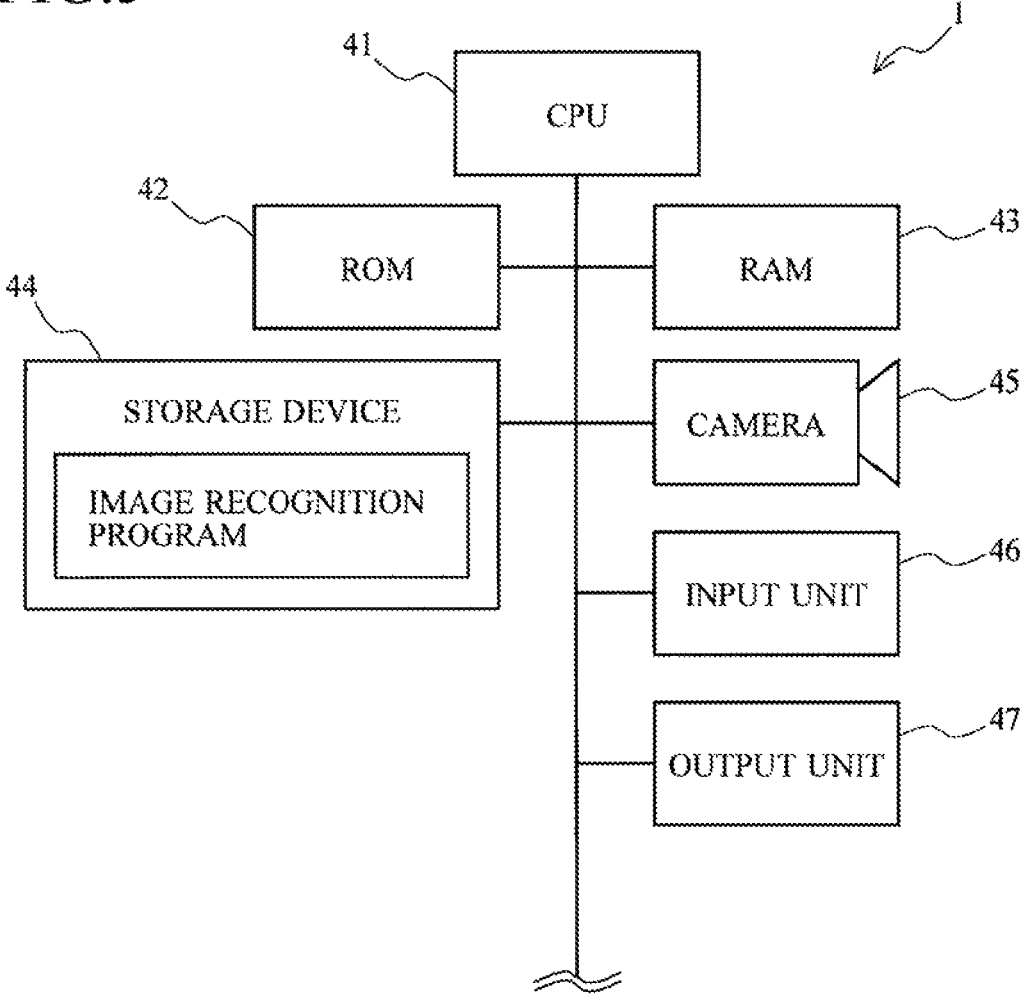 1
41
CPU
42
ROM
43
RAM
44
STORAGE DEVICE
IMAGE RECOGNITION
PROGRAM
45
CAMERA
46
INPUT UNIT
47
OUTPUT UNIT